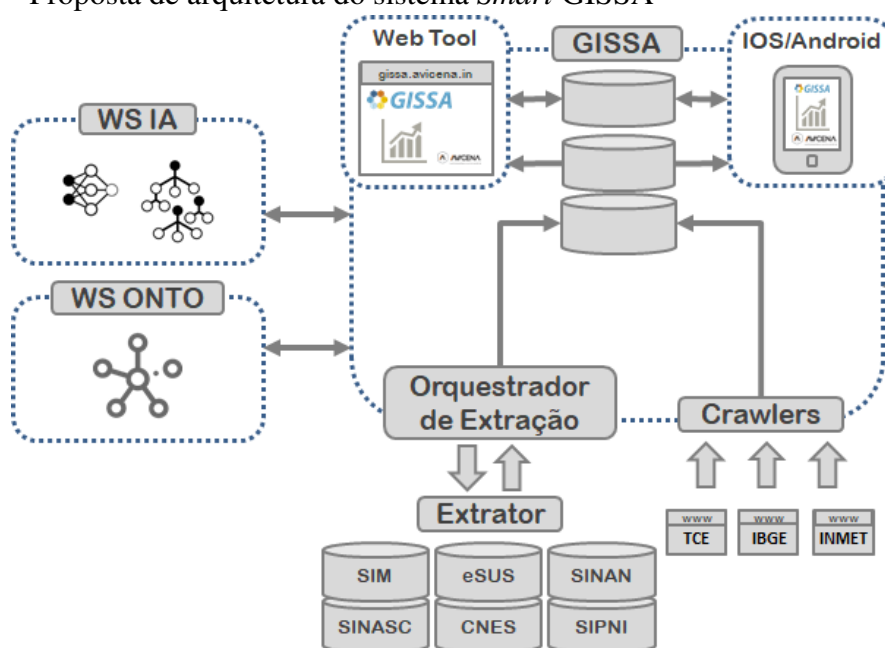 Proposta de arquitetura do sistema Smart GISSA
Web Tool
GISSA
IOS/Android
gissa.avicena.in
GISSA
AVICENA
GISSA
AVICENA
WS IA
WS ONTO
Orquestrador
de Extração
Crawlers
Extrator
www
TCE
www
IBGE
www
INMET
SIM
eSUS
SINAN
SINASC
CNES
SIPNI